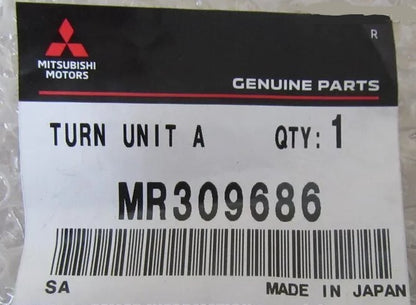 R
MITSUBISHI
MOTORS
GENUINE PARTS
TURN UNIT A QTY: 1
MR309686
SA MADE IN JAPAN